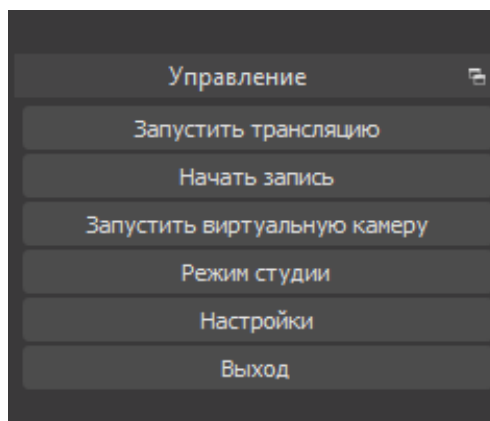 Управление
Запустить трансляцию
Начать запись
Запустить виртуальную камеру
Режим студии
Настройки
Выход